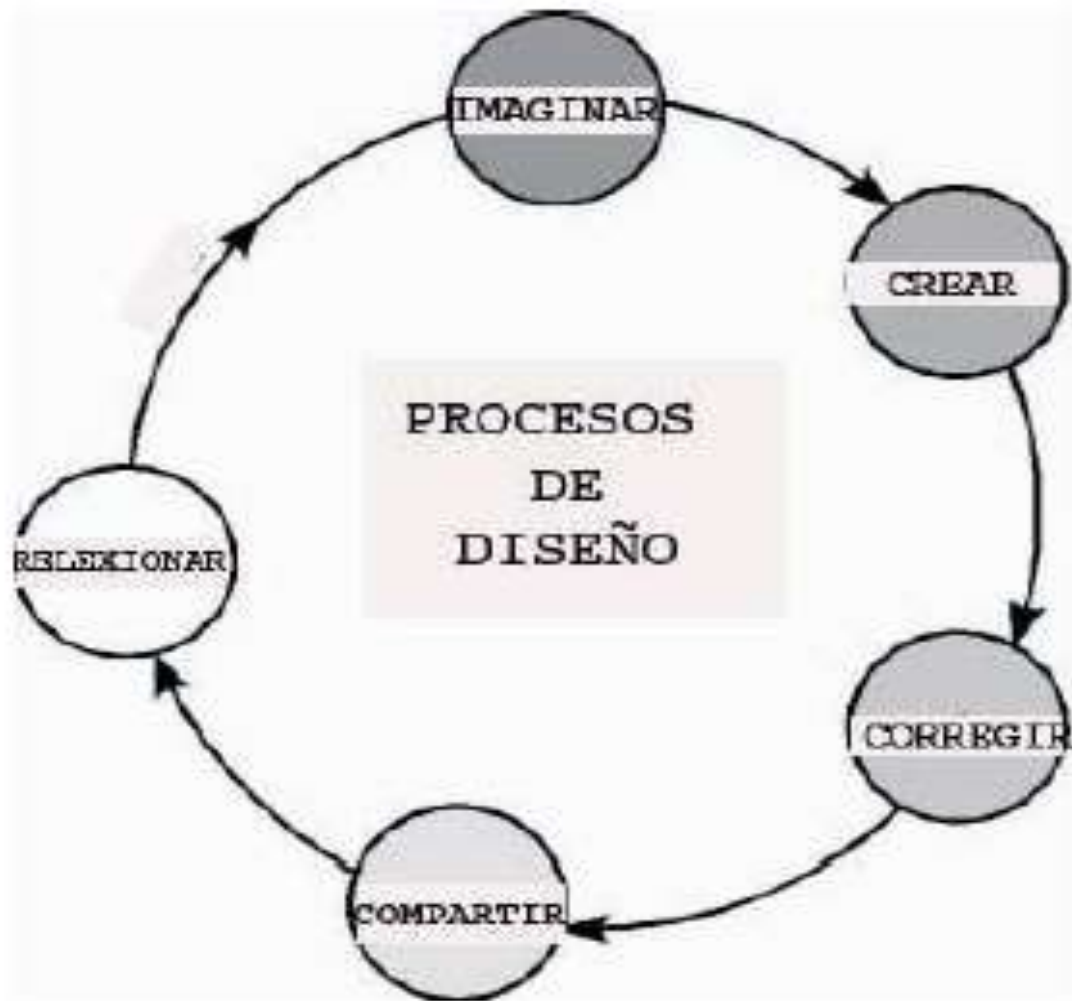 IMAGINAR
CREAR
PROCESOS
DE
DISEÑO
RELEXIONAR
CORREGIR
COMPARTIR